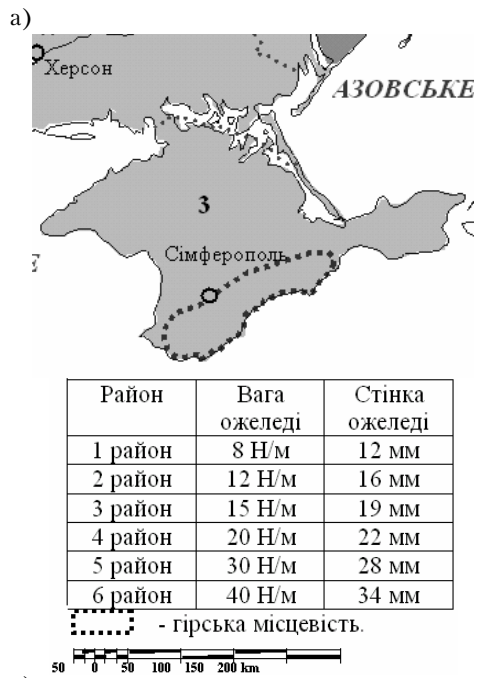 а)
Херсон
АЗОВСЬКЕ
3
Сімферополь
Е
Район Вага ожеледі Стінка ожеледі
1 район 8 Н/м 12 мм
2 район 12 Н/м 16 мм
3 район 15 Н/м 19 мм
4 район 20 Н/м 22 мм
5 район 30 Н/м 28 мм
6 район 40 Н/м 34 мм
- гірська місцевість.
50 0 50 100 150 200 km